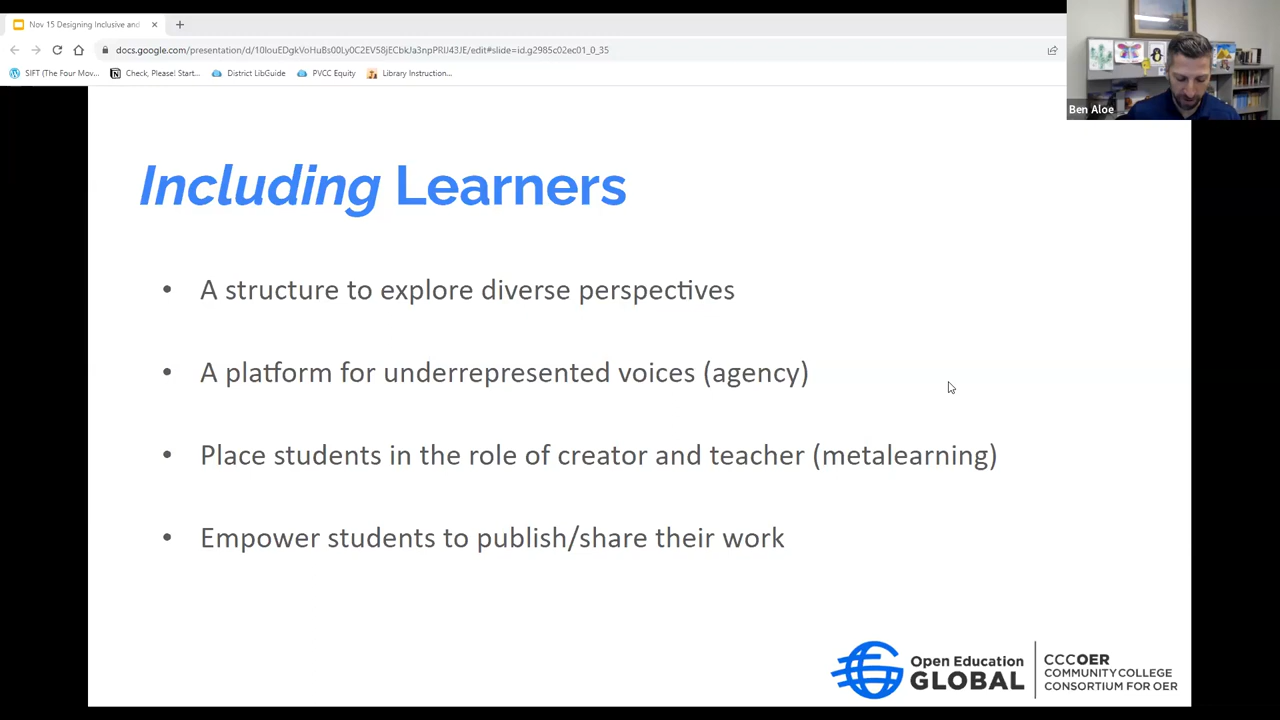 Nov 15 Designing Inclusive and
docs.google.com/presentation/d/10louEDgkVoHuBs00Ly0C2EV58jECbkJa3npPRIJ43JE/edit#slide=id.g2985c02ec01_0_35
SIFT (The Four Mov...
Check, Please! Start...
District LibGuide
PVCC Equity
Library Instruction...
Ben Aloe
Including Learners
• A structure to explore diverse perspectives
• A platform for underrepresented voices (agency)
• Place students in the role of creator and teacher (metalearning)
• Empower students to publish/share their work
Open Education
GLOBAL
CCCOER
COMMUNITY COLLEGE
CONSORTIUM FOR OER